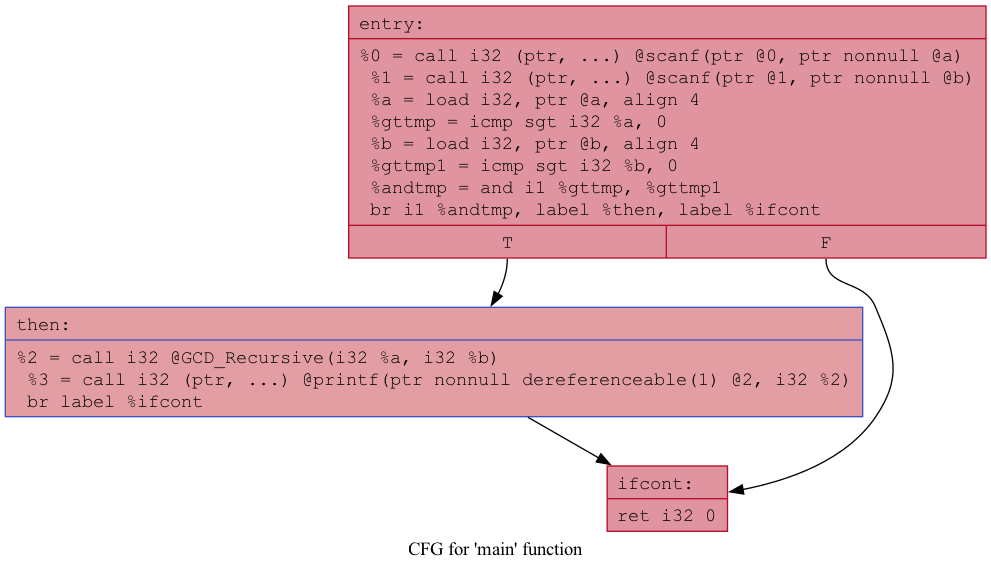 entry:
%0 = call i32 (ptr, ...) @scanf(ptr @0, ptr nonnull @a)
%1 = call i32 (ptr, ...) @scanf(ptr @1, ptr nonnull @b)
%a = load i32, ptr @a, align 4
%gttmp = icmp sgt i32 %a, 0
%b = load i32, ptr @b, align 4
%gttmp1 = icmp sgt i32 %b, 0
%andtmp = and i1 %gttmp, %gttmp1
br i1 %andtmp, label %then, label %ifcont
T F
then:
%2 = call i32 @GCD_Recursive(i32 %a, i32 %b)
%3 = call i32 (ptr, ...) @printf(ptr nonnull dereferenceable(1) @2, i32 %2)
br label %ifcont
ifcont:
ret i32 0
CFG for 'main' function